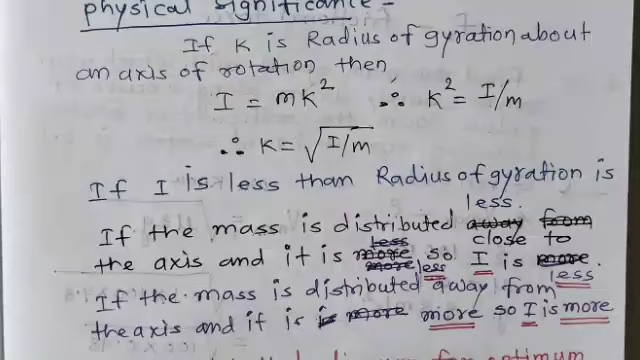 physical significance -
If K is Radius of gyration about
an axis of rotation then,
I = mK² ∴ K² = I/m
∴ K = √I/m
If I is less than Radius of gyration is
less.
If the mass is distributed away from
close to
the axis and it is more so I is more.
less
more less
less
If the mass is distributed away from
the axis and if is is more more so I is more